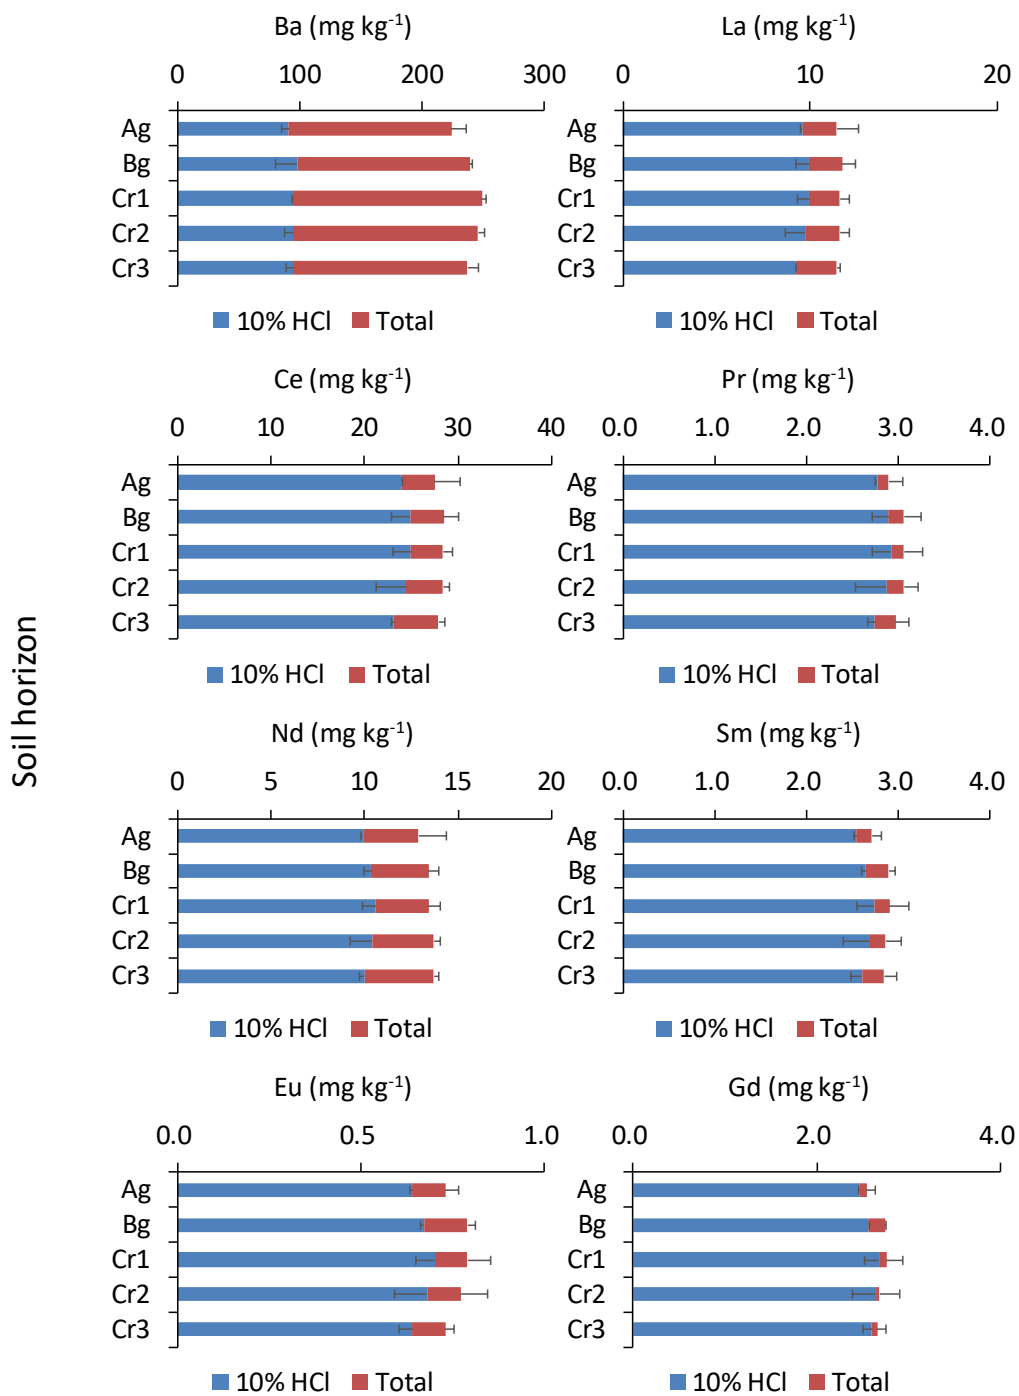 Ba (mg kg⁻¹)
0 100 200 300
Ag
Bg
Cr1
Cr2
Cr3
10% HCl Total
La (mg kg⁻¹)
0 10 20
Ag
Bg
Cr1
Cr2
Cr3
10% HCl Total
Ce (mg kg⁻¹)
0 10 20 30 40
Ag
Bg
Cr1
Cr2
Cr3
10% HCl Total
Pr (mg kg⁻¹)
0.0 1.0 2.0 3.0 4.0
Ag
Bg
Cr1
Cr2
Cr3
10% HCl Total
Soil horizon
Nd (mg kg⁻¹)
0 5 10 15 20
Ag
Bg
Cr1
Cr2
Cr3
10% HCl Total
Sm (mg kg⁻¹)
0.0 1.0 2.0 3.0 4.0
Ag
Bg
Cr1
Cr2
Cr3
10% HCl Total
Eu (mg kg⁻¹)
0.0 0.5 1.0
Ag
Bg
Cr1
Cr2
Cr3
10% HCl Total
Gd (mg kg⁻¹)
0.0 2.0 4.0
Ag
Bg
Cr1
Cr2
Cr3
10% HCl Total